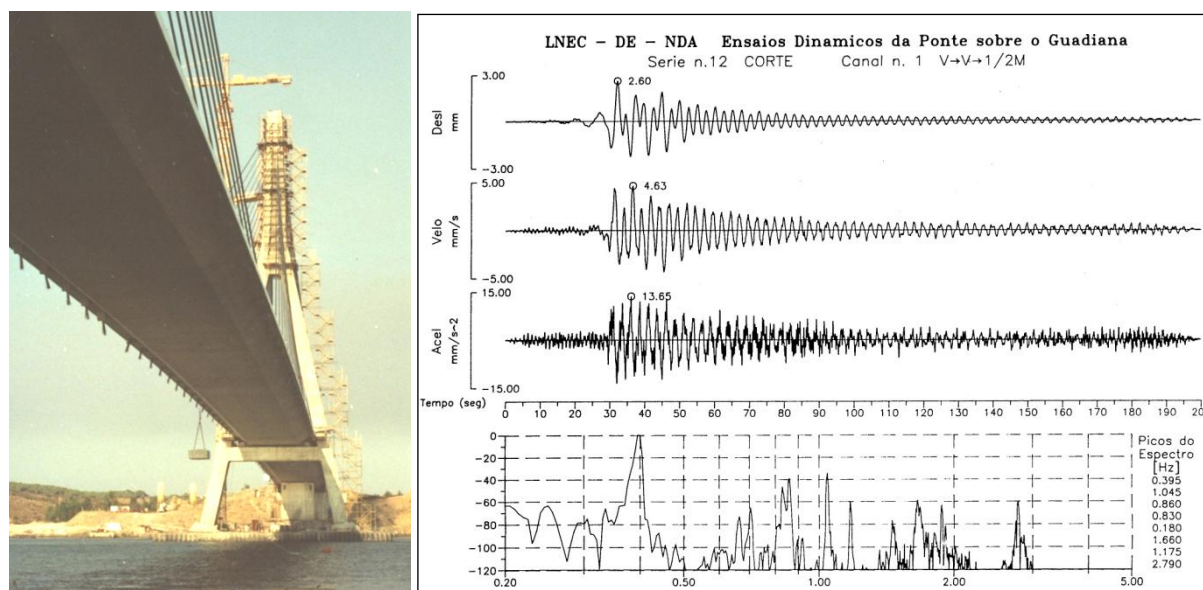 LNEC - DE - NDA Ensaios Dinamicos da Ponte sobre o Guadiana
Serie n.12 CORTE Canal n. 1 V→V→1/2M
3.00
2.60
Desl
mm
-3.00
5.00
4.63
Velo
mm/s
-5.00
15.00
13.65
Acel
mm/s^2
-15.00
Tempo (seg)
0 10 20 30 40 50 60 70 80 90 100 110 120 130 140 150 160 170 180 190 20
0
-20
-40
-60
-80
-100
-120
0.20 0.50 1.00 2.00 5.00
Picos do
Espectro
[Hz]
0.395
1.045
0.860
0.830
0.180
1.660
1.175
2.790